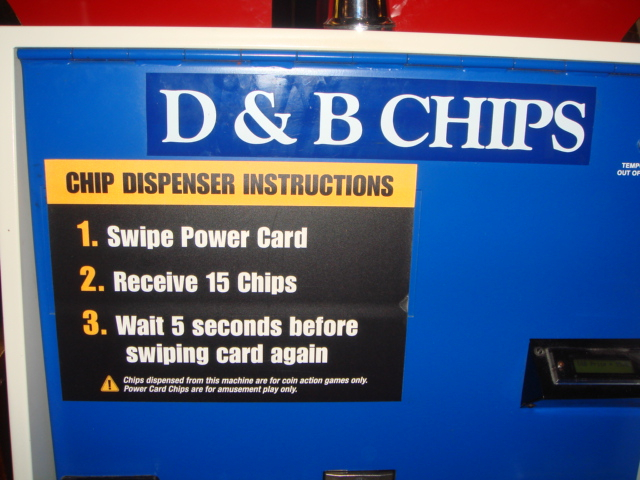 D & B CHIPS
CHIP DISPENSER INSTRUCTIONS
1. Swipe Power Card
2. Receive 15 Chips
3. Wait 5 seconds before
swiping card again
Chips dispensed from this machine are for coin action games only.
Power Card Chips are for amusement play only.
OUT OF